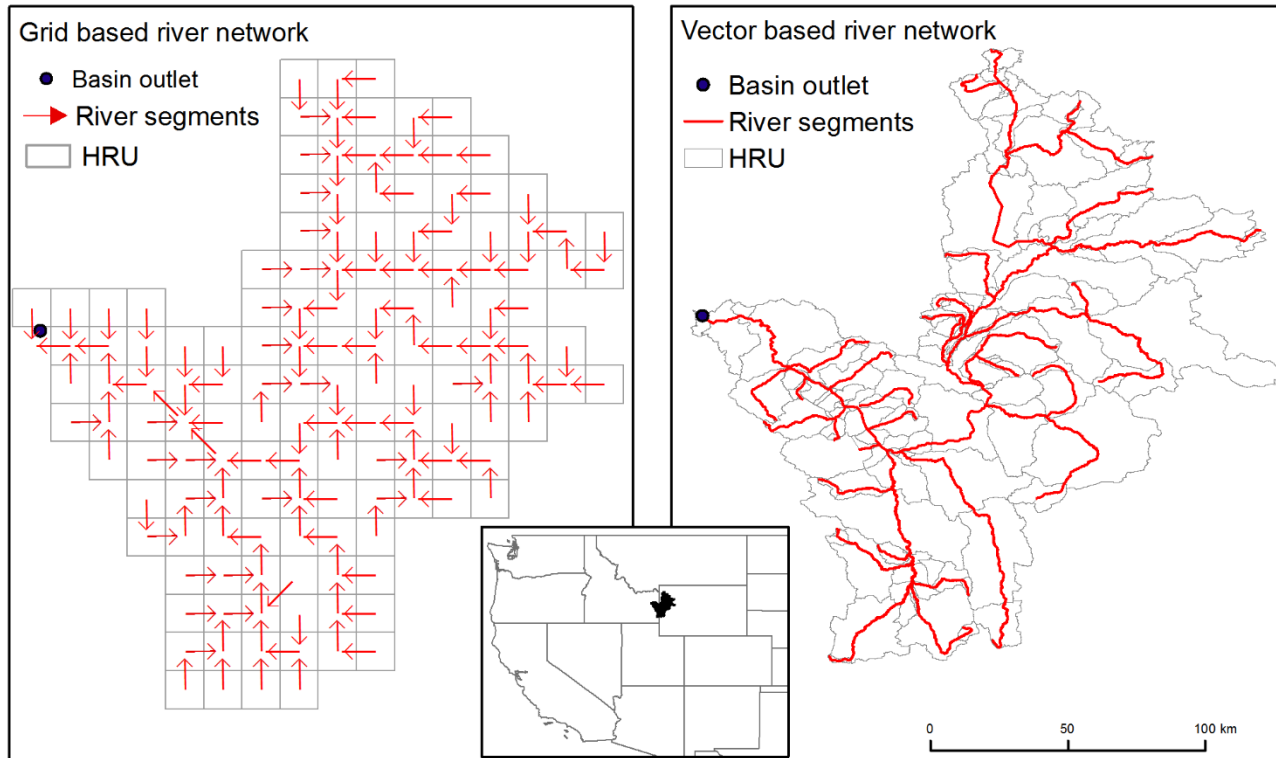 Grid based river network
Basin outlet
River segments
HRU
Vector based river network
Basin outlet
River segments
HRU
0 50 100 km